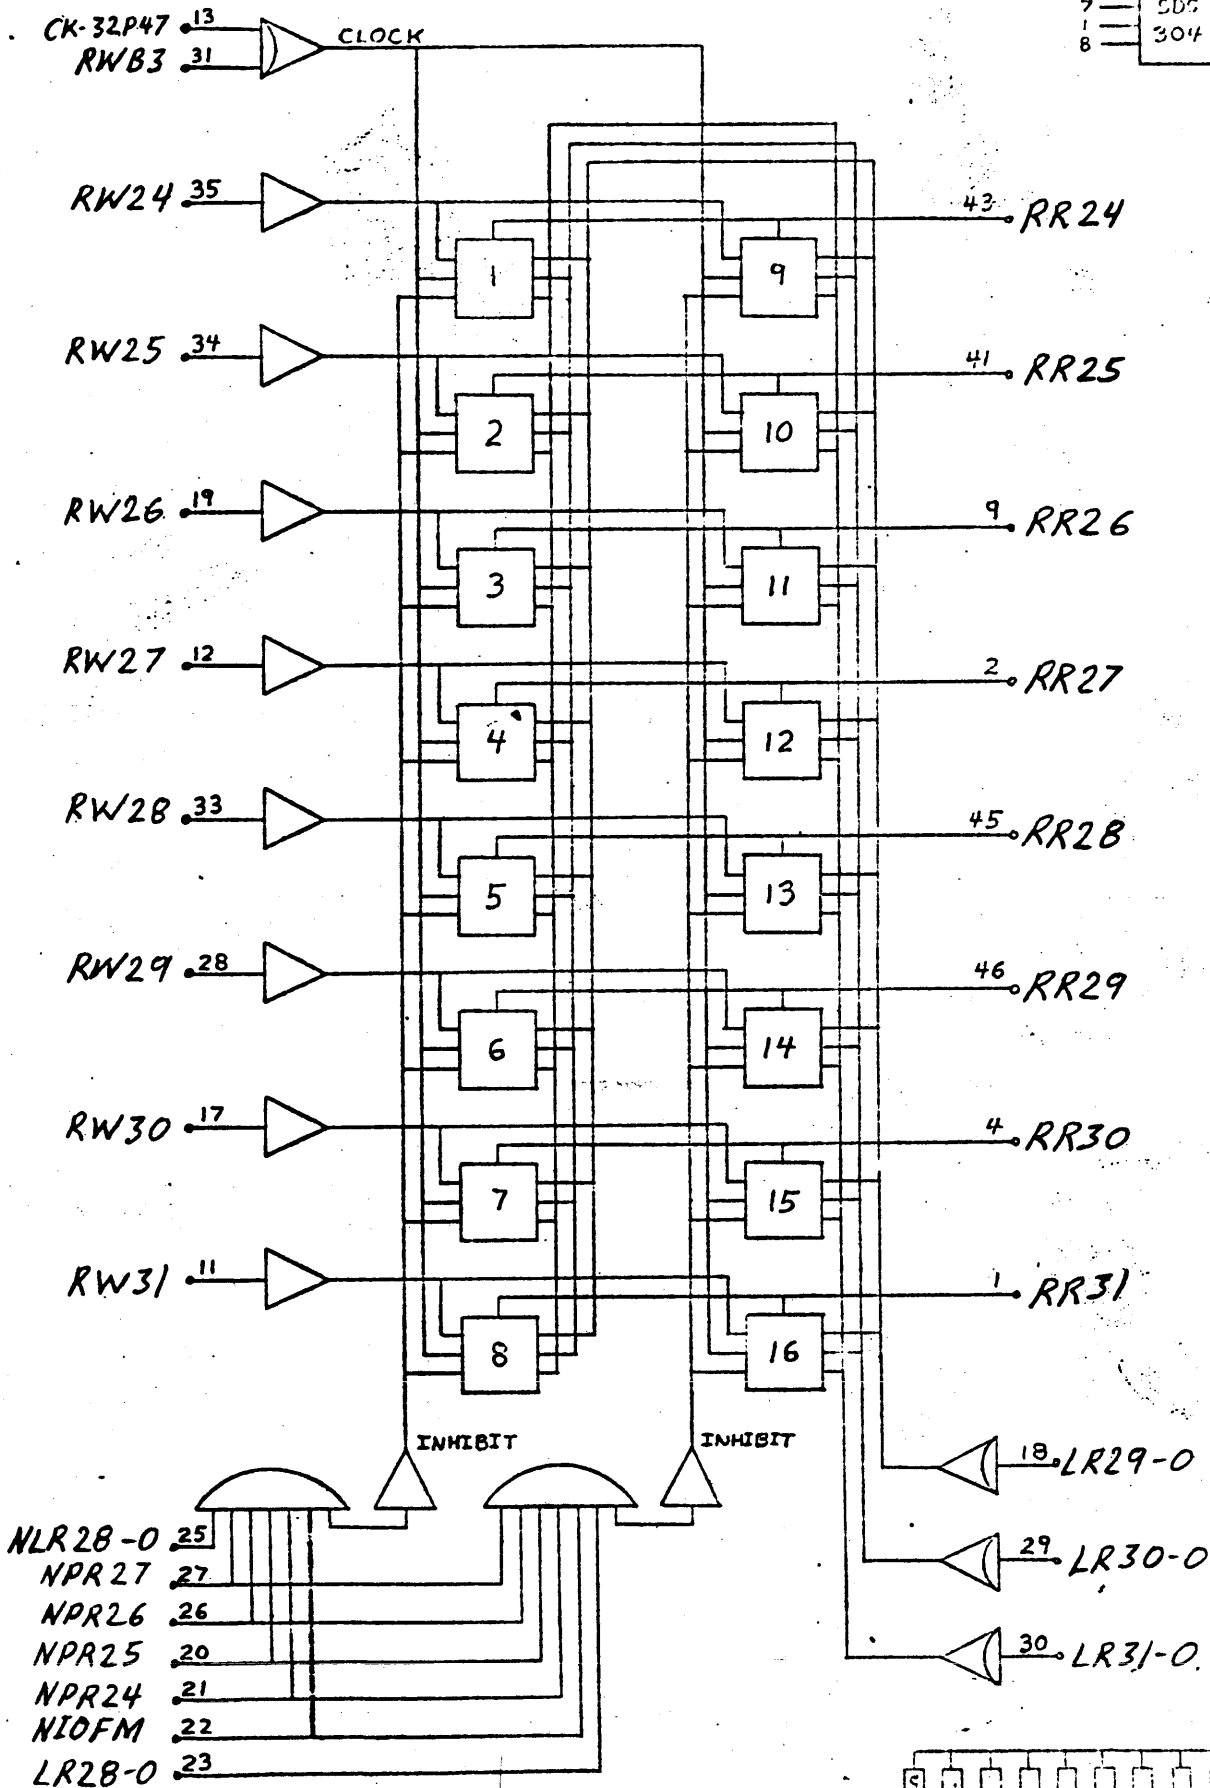 CK-32P47 13
RWB3 31
CLOCK
7 SDS
1 304
8
RW24 35
43 RR24
1
9
RW25 34
41 RR25
2
10
RW26 19
9 RR26
3
11
RW27 12
2 RR27
4
12
RW28 33
45 RR28
5
13
RW29 28
46 RR29
6
14
RW30 17
4 RR30
7
15
RW31 11
1 RR31
8
16
INHIBIT
INHIBIT
18 LR29-0
NLR28-0 25
29 LR30-0
NPR27 27
NPR26 26
NPR25 20
30 LR31-0
NPR24 21
NIOFM 22
LR28-0 23